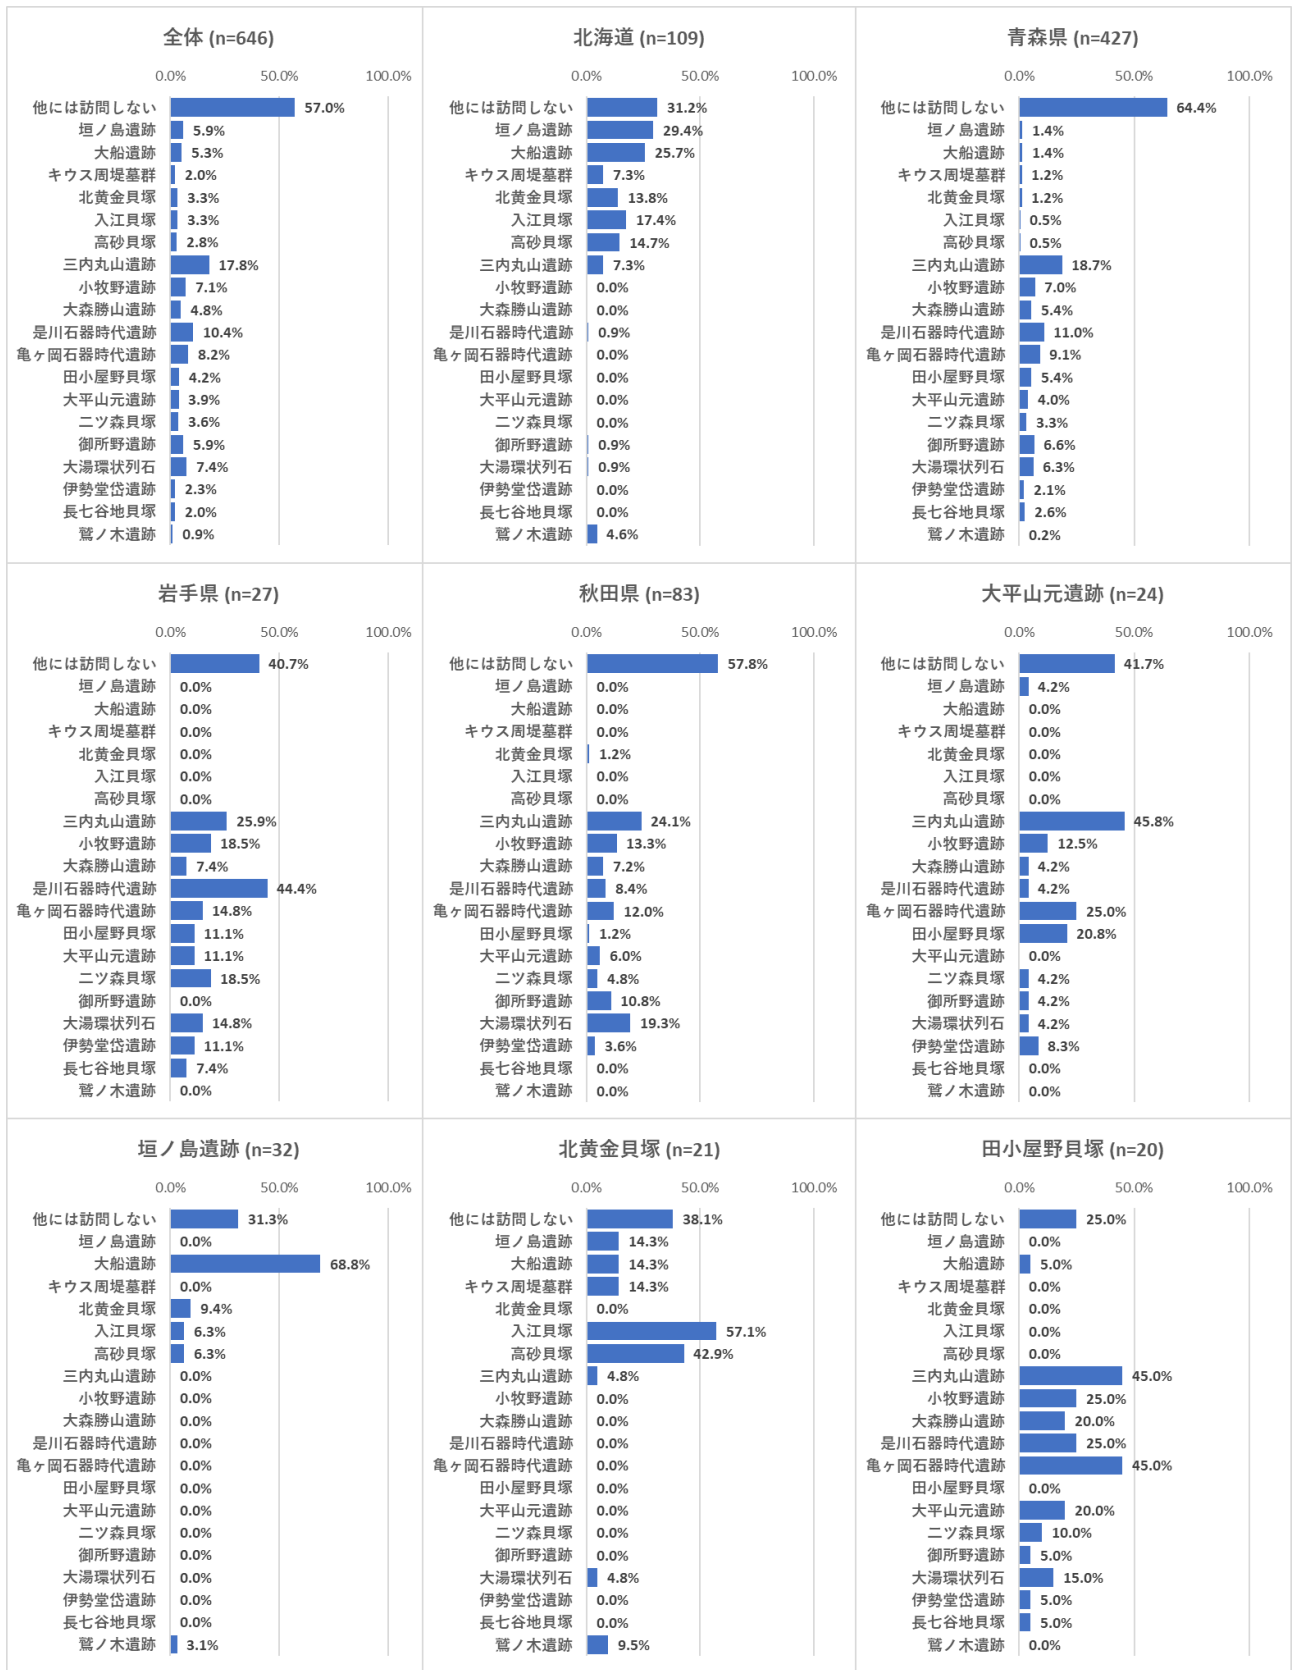 全体 (n=646)
0.0% 50.0% 100.0%
他には訪問しない 57.0%
垣ノ島遺跡 5.9%
大船遺跡 5.3%
キウス周堤墓群 2.0%
北黄金貝塚 3.3%
入江貝塚 3.3%
高砂貝塚 2.8%
三内丸山遺跡 17.8%
小牧野遺跡 7.1%
大森勝山遺跡 4.8%
是川石器時代遺跡 10.4%
亀ヶ岡石器時代遺跡 8.2%
田小屋野貝塚 4.2%
大平山元遺跡 3.9%
二ツ森貝塚 3.6%
御所野遺跡 5.9%
大湯環状列石 7.4%
伊勢堂岱遺跡 2.3%
長七谷地貝塚 2.0%
鷲ノ木遺跡 0.9%
北海道 (n=109)
0.0% 50.0% 100.0%
他には訪問しない 31.2%
垣ノ島遺跡 29.4%
大船遺跡 25.7%
キウス周堤墓群 7.3%
北黄金貝塚 13.8%
入江貝塚 17.4%
高砂貝塚 14.7%
三内丸山遺跡 7.3%
小牧野遺跡 0.0%
大森勝山遺跡 0.0%
是川石器時代遺跡 0.9%
亀ヶ岡石器時代遺跡 0.0%
田小屋野貝塚 0.0%
大平山元遺跡 0.0%
二ツ森貝塚 0.0%
御所野遺跡 0.9%
大湯環状列石 0.9%
伊勢堂岱遺跡 0.0%
長七谷地貝塚 0.0%
鷲ノ木遺跡 4.6%
青森県 (n=427)
0.0% 50.0% 100.0%
他には訪問しない 64.4%
垣ノ島遺跡 1.4%
大船遺跡 1.4%
キウス周堤墓群 1.2%
北黄金貝塚 1.2%
入江貝塚 0.5%
高砂貝塚 0.5%
三内丸山遺跡 18.7%
小牧野遺跡 7.0%
大森勝山遺跡 5.4%
是川石器時代遺跡 11.0%
亀ヶ岡石器時代遺跡 9.1%
田小屋野貝塚 5.4%
大平山元遺跡 4.0%
二ツ森貝塚 3.3%
御所野遺跡 6.6%
大湯環状列石 6.3%
伊勢堂岱遺跡 2.1%
長七谷地貝塚 2.6%
鷲ノ木遺跡 0.2%
岩手県 (n=27)
0.0% 50.0% 100.0%
他には訪問しない 40.7%
垣ノ島遺跡 0.0%
大船遺跡 0.0%
キウス周堤墓群 0.0%
北黄金貝塚 0.0%
入江貝塚 0.0%
高砂貝塚 0.0%
三内丸山遺跡 25.9%
小牧野遺跡 18.5%
大森勝山遺跡 7.4%
是川石器時代遺跡 44.4%
亀ヶ岡石器時代遺跡 14.8%
田小屋野貝塚 11.1%
大平山元遺跡 11.1%
二ツ森貝塚 18.5%
御所野遺跡 0.0%
大湯環状列石 14.8%
伊勢堂岱遺跡 11.1%
長七谷地貝塚 7.4%
鷲ノ木遺跡 0.0%
秋田県 (n=83)
0.0% 50.0% 100.0%
他には訪問しない 57.8%
垣ノ島遺跡 0.0%
大船遺跡 0.0%
キウス周堤墓群 0.0%
北黄金貝塚 1.2%
入江貝塚 0.0%
高砂貝塚 0.0%
三内丸山遺跡 24.1%
小牧野遺跡 13.3%
大森勝山遺跡 7.2%
是川石器時代遺跡 8.4%
亀ヶ岡石器時代遺跡 12.0%
田小屋野貝塚 1.2%
大平山元遺跡 6.0%
二ツ森貝塚 4.8%
御所野遺跡 10.8%
大湯環状列石 19.3%
伊勢堂岱遺跡 3.6%
長七谷地貝塚 0.0%
鷲ノ木遺跡 0.0%
大平山元遺跡 (n=24)
0.0% 50.0% 100.0%
他には訪問しない 41.7%
垣ノ島遺跡 4.2%
大船遺跡 0.0%
キウス周堤墓群 0.0%
北黄金貝塚 0.0%
入江貝塚 0.0%
高砂貝塚 0.0%
三内丸山遺跡 45.8%
小牧野遺跡 12.5%
大森勝山遺跡 4.2%
是川石器時代遺跡 4.2%
亀ヶ岡石器時代遺跡 25.0%
田小屋野貝塚 20.8%
大平山元遺跡 0.0%
二ツ森貝塚 4.2%
御所野遺跡 4.2%
大湯環状列石 4.2%
伊勢堂岱遺跡 8.3%
長七谷地貝塚 0.0%
鷲ノ木遺跡 0.0%
垣ノ島遺跡 (n=32)
0.0% 50.0% 100.0%
他には訪問しない 31.3%
垣ノ島遺跡 0.0%
大船遺跡 68.8%
キウス周堤墓群 0.0%
北黄金貝塚 9.4%
入江貝塚 6.3%
高砂貝塚 6.3%
三内丸山遺跡 0.0%
小牧野遺跡 0.0%
大森勝山遺跡 0.0%
是川石器時代遺跡 0.0%
亀ヶ岡石器時代遺跡 0.0%
田小屋野貝塚 0.0%
大平山元遺跡 0.0%
二ツ森貝塚 0.0%
御所野遺跡 0.0%
大湯環状列石 0.0%
伊勢堂岱遺跡 0.0%
長七谷地貝塚 0.0%
鷲ノ木遺跡 3.1%
北黄金貝塚 (n=21)
0.0% 50.0% 100.0%
他には訪問しない 38.1%
垣ノ島遺跡 14.3%
大船遺跡 14.3%
キウス周堤墓群 14.3%
北黄金貝塚 0.0%
入江貝塚 57.1%
高砂貝塚 42.9%
三内丸山遺跡 4.8%
小牧野遺跡 0.0%
大森勝山遺跡 0.0%
是川石器時代遺跡 0.0%
亀ヶ岡石器時代遺跡 0.0%
田小屋野貝塚 0.0%
大平山元遺跡 0.0%
二ツ森貝塚 0.0%
御所野遺跡 0.0%
大湯環状列石 4.8%
伊勢堂岱遺跡 0.0%
長七谷地貝塚 0.0%
鷲ノ木遺跡 9.5%
田小屋野貝塚 (n=20)
0.0% 50.0% 100.0%
他には訪問しない 25.0%
垣ノ島遺跡 0.0%
大船遺跡 5.0%
キウス周堤墓群 0.0%
北黄金貝塚 0.0%
入江貝塚 0.0%
高砂貝塚 0.0%
三内丸山遺跡 45.0%
小牧野遺跡 25.0%
大森勝山遺跡 20.0%
是川石器時代遺跡 25.0%
亀ヶ岡石器時代遺跡 45.0%
田小屋野貝塚 0.0%
大平山元遺跡 20.0%
二ツ森貝塚 10.0%
御所野遺跡 5.0%
大湯環状列石 15.0%
伊勢堂岱遺跡 5.0%
長七谷地貝塚 5.0%
鷲ノ木遺跡 0.0%